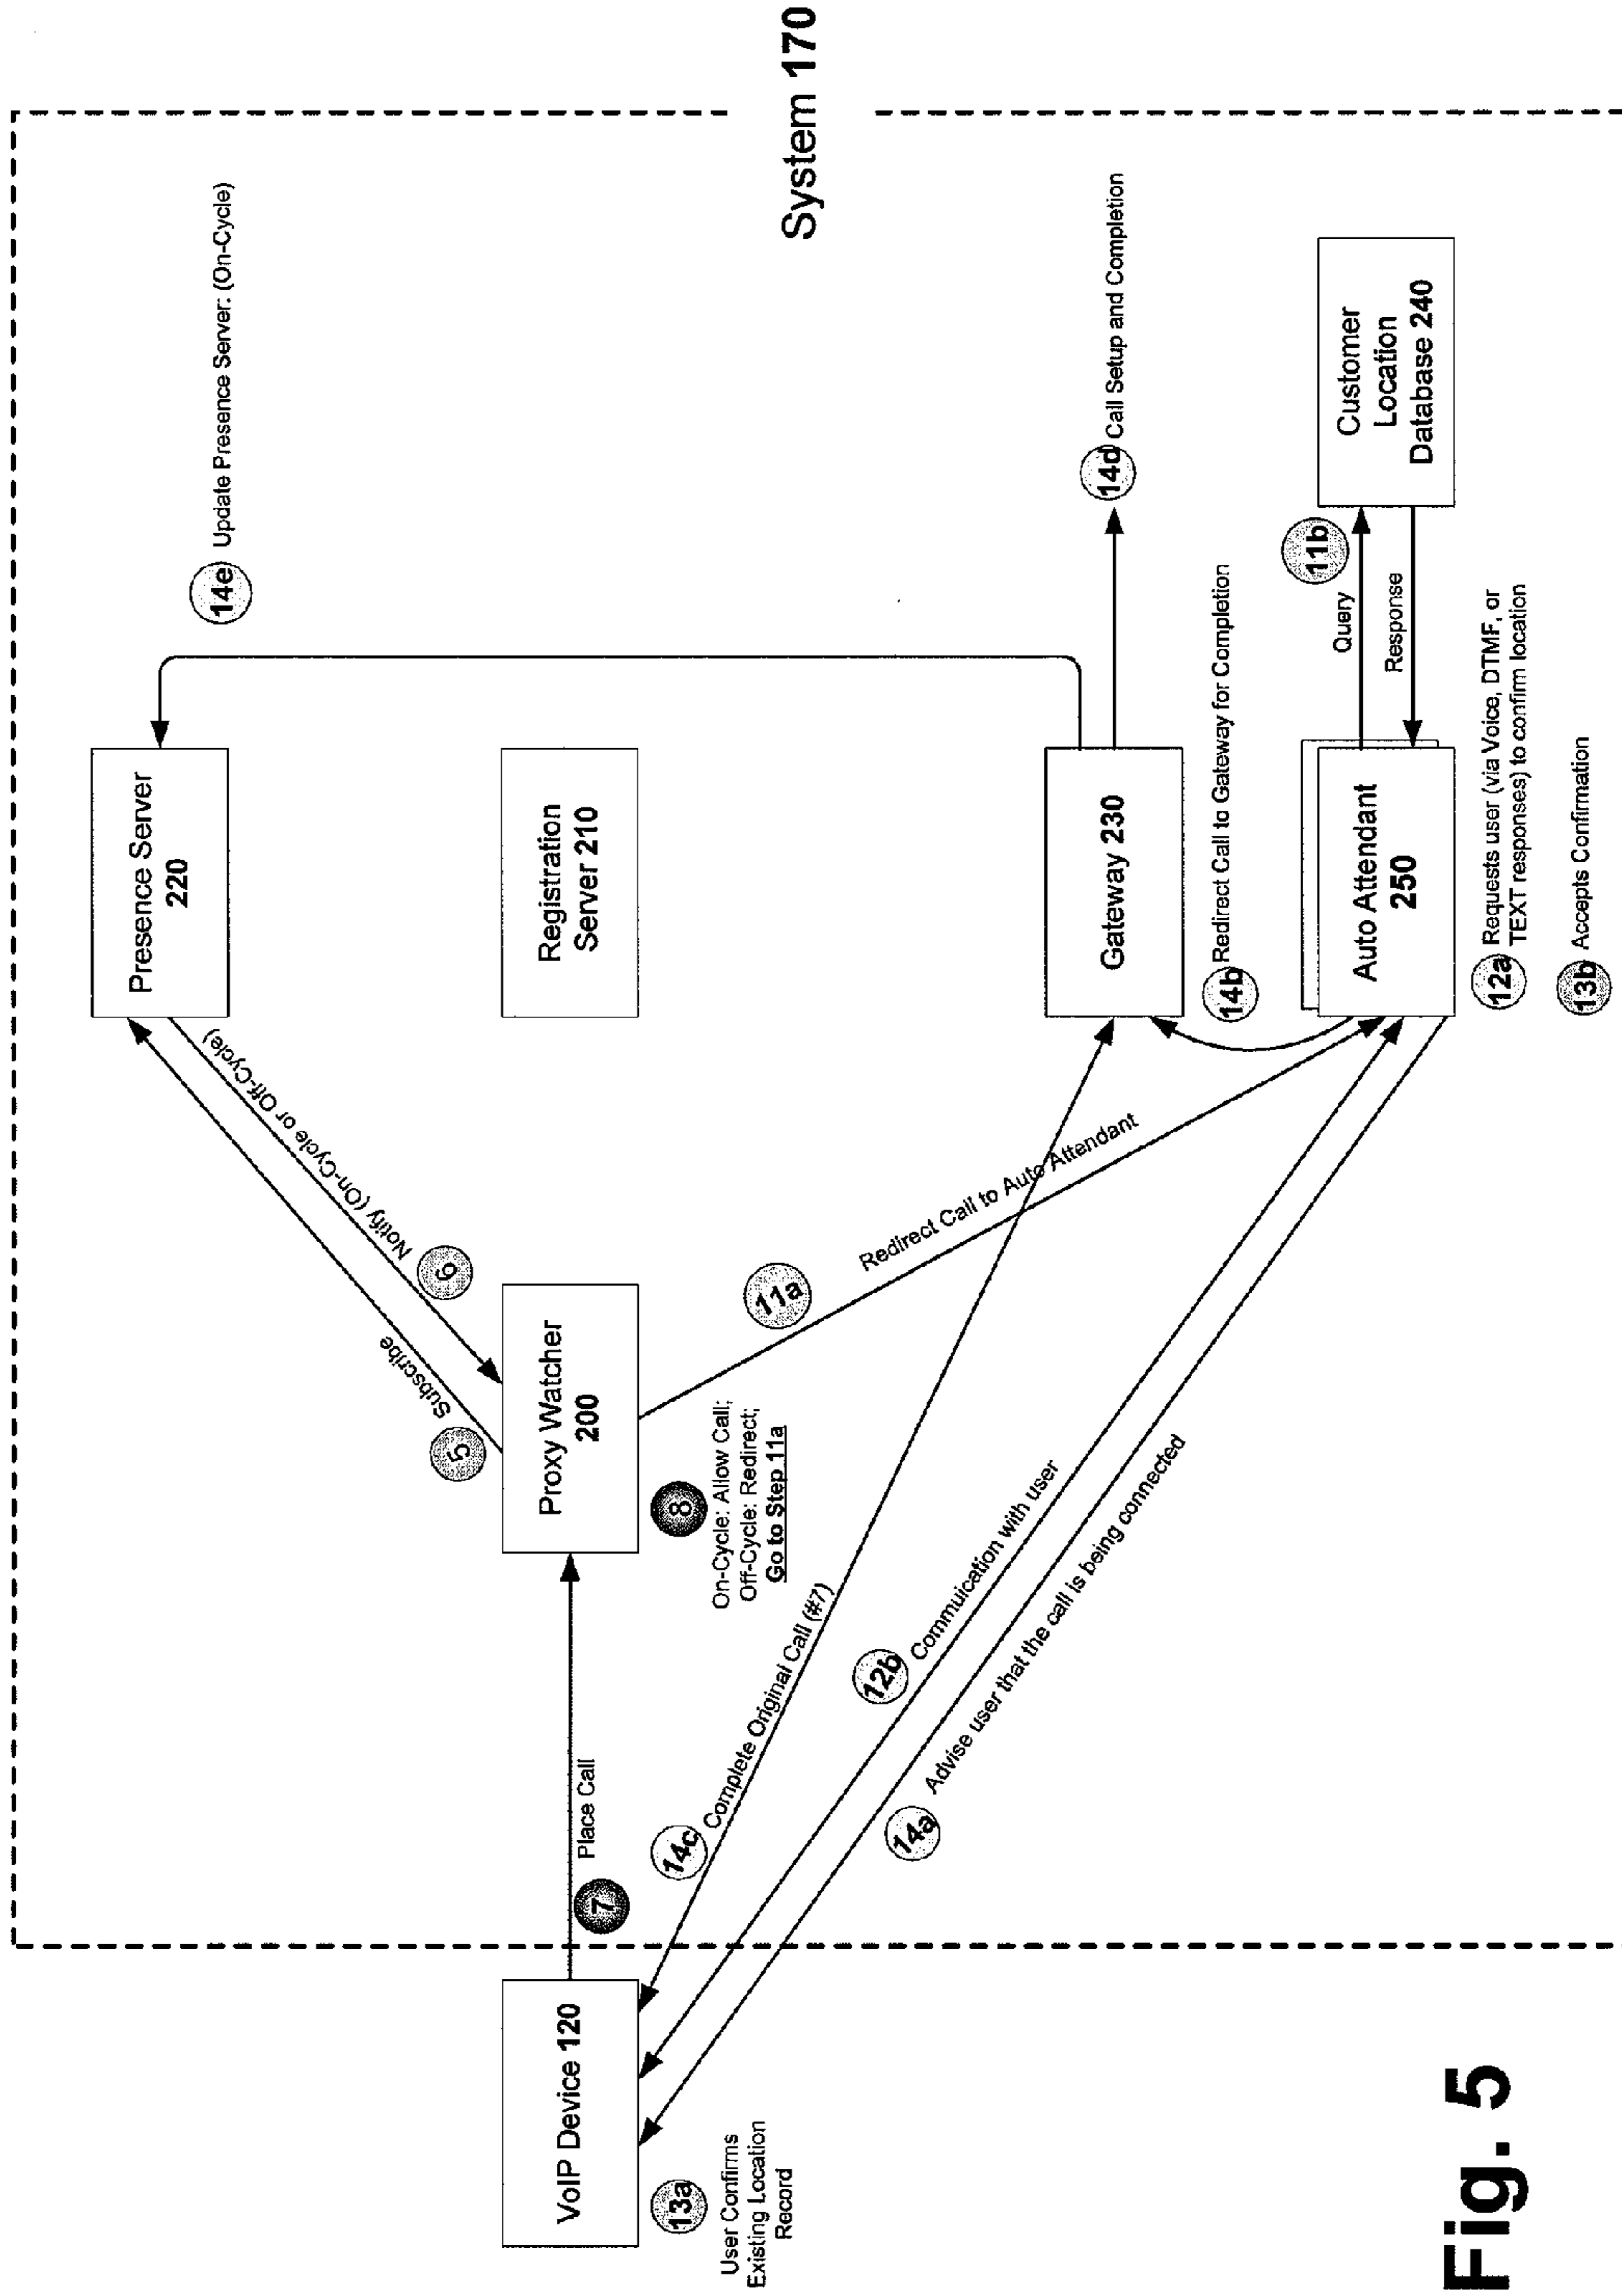 System 170
14e Update Presence Server: (On-Cycle)
Presence Server
220
Notify (On-Cycle or Off-Cycle)
6
Subscribe
5
Registration
Server 210
Proxy Watcher
200
8
On-Cycle: Allow Call;
Off-Cycle: Redirect;
Go to Step 11a
Place Call
7
VoIP Device 120
13a
User Confirms
Existing Location
Record
11a
Redirect Call to Auto Attendant
14c Complete Original Call (#7)
12b Commuication with user
14a Advise user that the call is being connected
14d Call Setup and Completion
Gateway 230
14b Redirect Call to Gateway for Completion
Customer
Location
Database 240
11b
Query
Response
Auto Attendant
250
12a Requests user (via Voice, DTMF, or
TEXT responses) to confirm location
13b Accepts Confirmation
Fig. 5